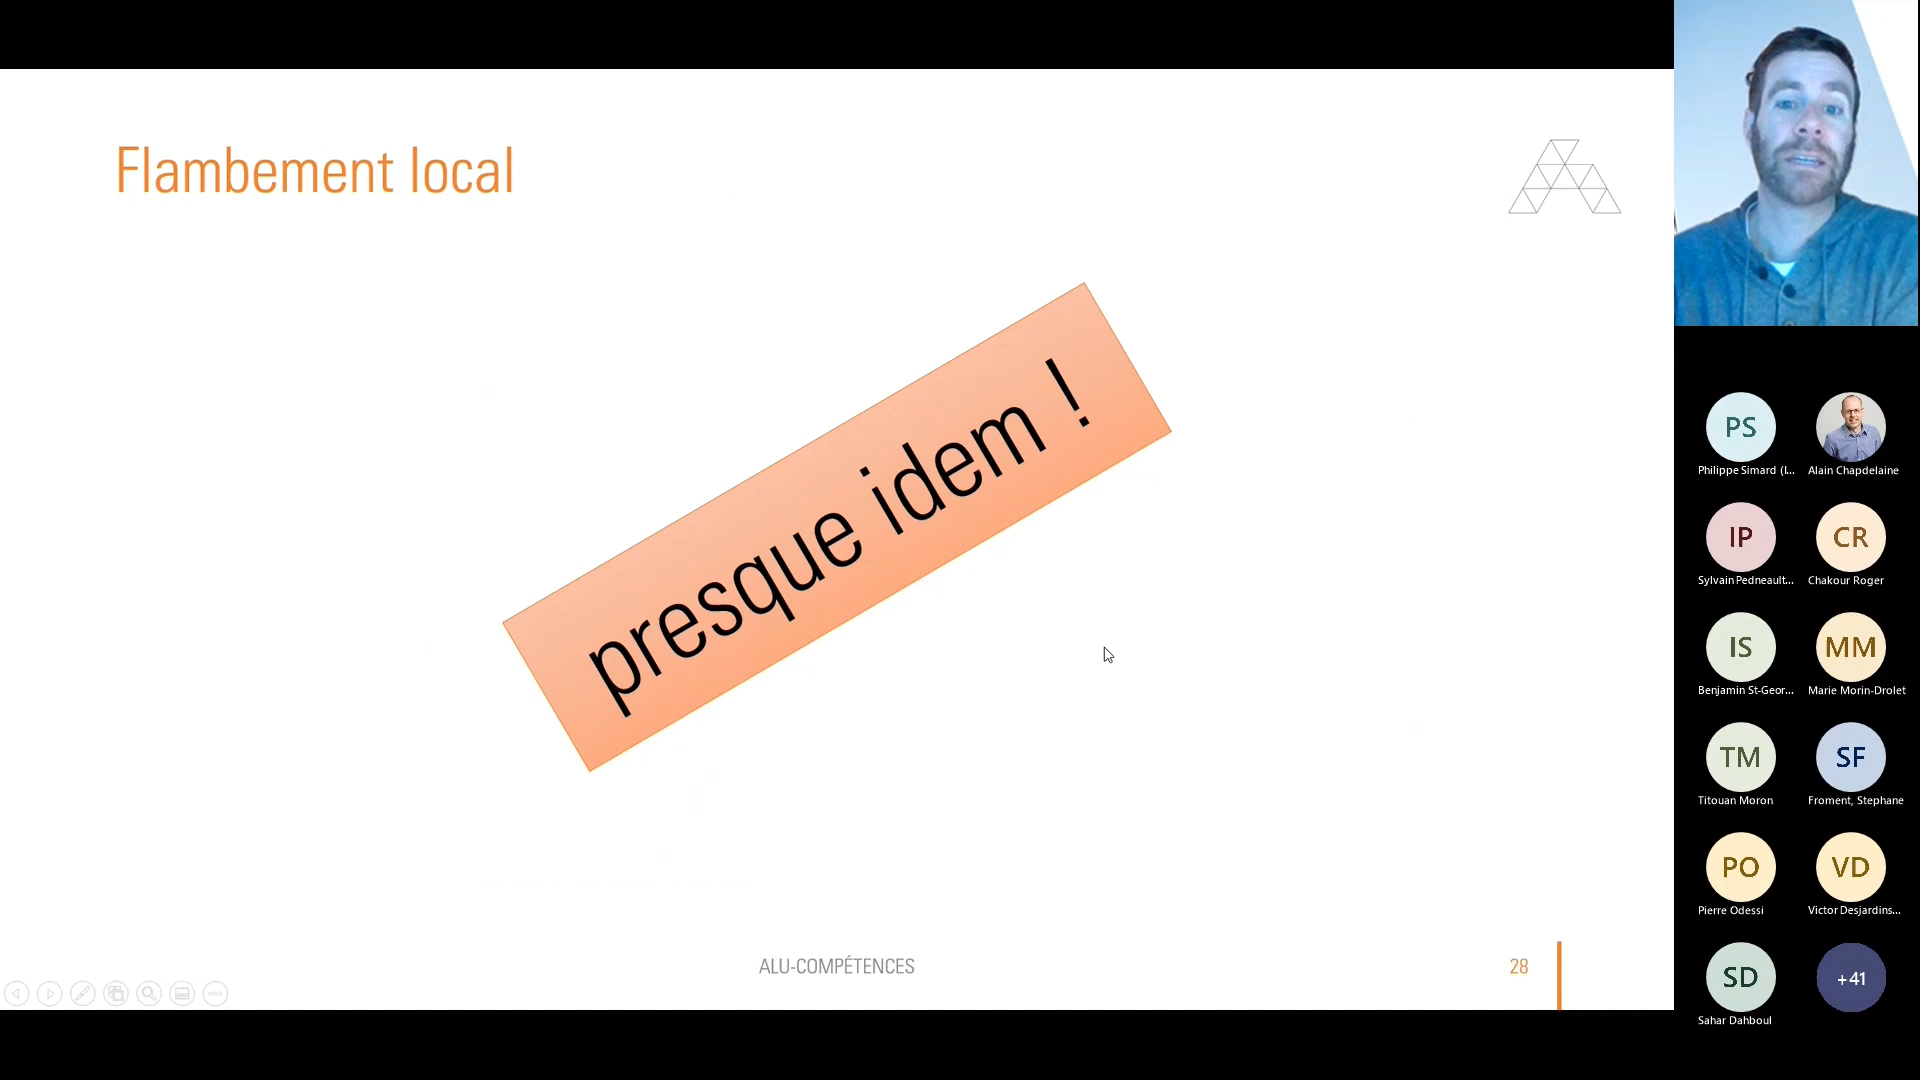 Flambement local
presque idem !
ALU-COMPÉTENCES
28
PS
Philippe Simard (I...
Alain Chapdelaine
IP
Sylvain Pedneault...
CR
Chakour Roger
IS
Benjamin St-Geor...
MM
Marie Morin-Drolet
TM
Titouan Moron
SF
Froment, Stephane
PO
Pierre Odessi
VD
Victor Desjardins...
SD
Sahar Dahboul
+41